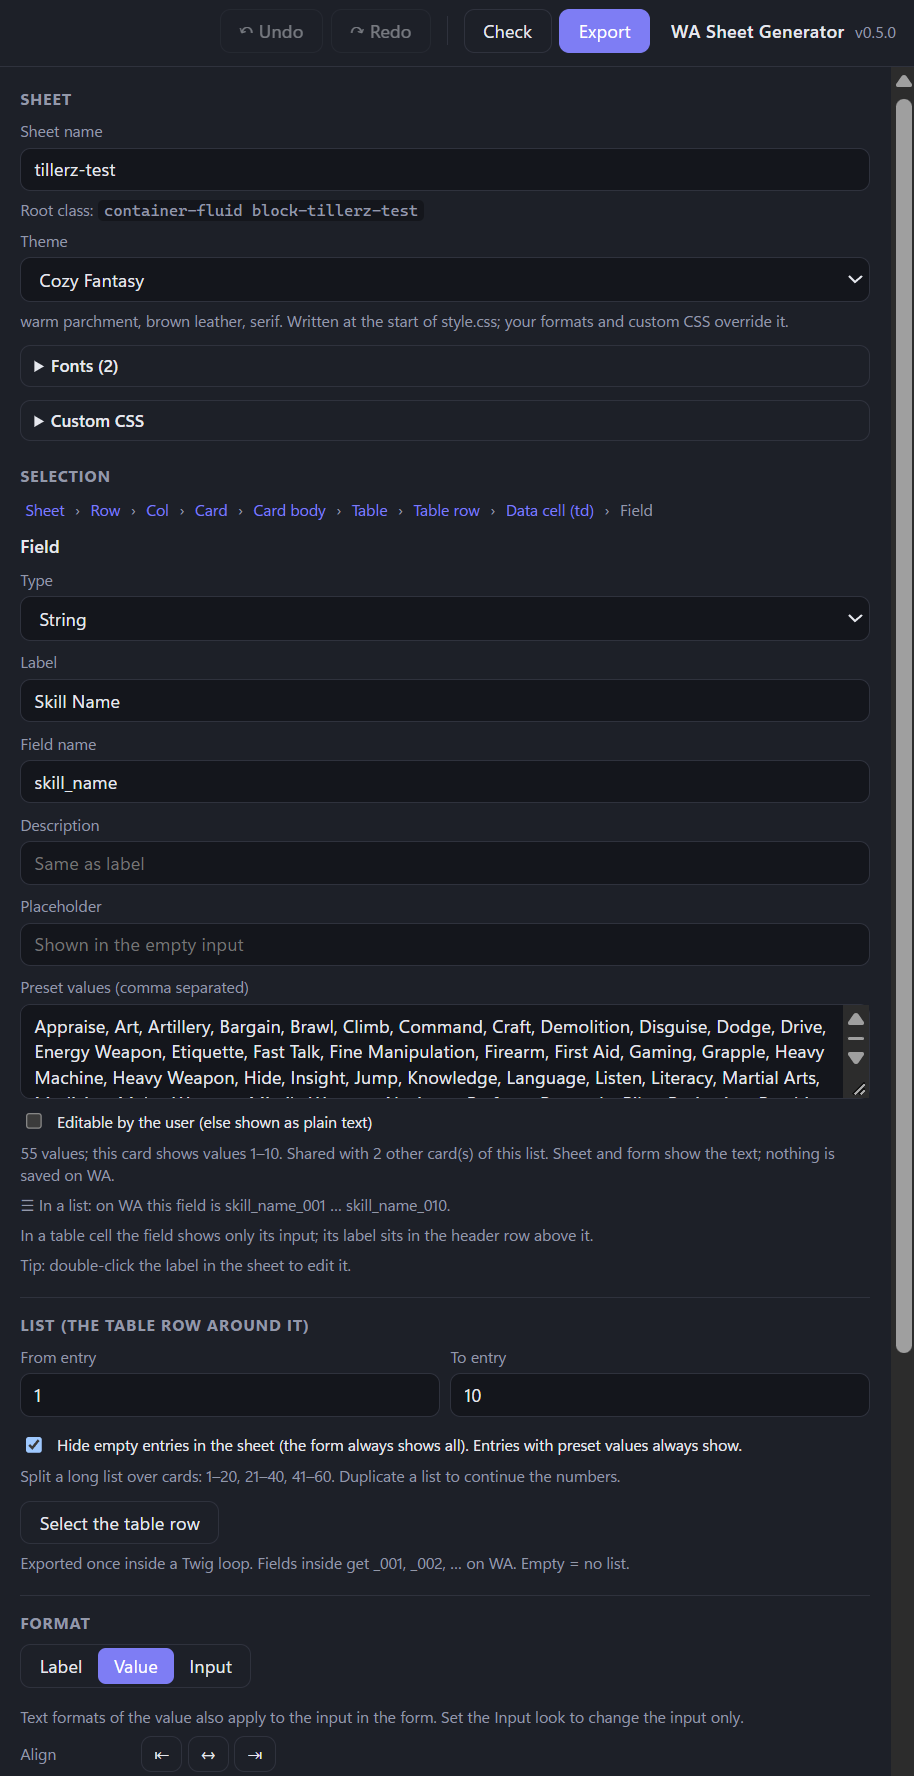 ↶ Undo ↷ Redo Check Export WA Sheet Generator v0.5.0
SHEET
Sheet name
tillerz-test
Root class: container-fluid block-tillerz-test
Theme
Cozy Fantasy
warm parchment, brown leather, serif. Written at the start of style.css; your formats and custom CSS override it.
▶ Fonts (2)
▶ Custom CSS
SELECTION
Sheet › Row › Col › Card › Card body › Table › Table row › Data cell (td) › Field
Field
Type
String
Label
Skill Name
Field name
skill_name
Description
Same as label
Placeholder
Shown in the empty input
Preset values (comma separated)
Appraise, Art, Artillery, Bargain, Brawl, Climb, Command, Craft, Demolition, Disguise, Dodge, Drive,
Energy Weapon, Etiquette, Fast Talk, Fine Manipulation, Firearm, First Aid, Gaming, Grapple, Heavy
Machine, Heavy Weapon, Hide, Insight, Jump, Knowledge, Language, Listen, Literacy, Martial Arts,
Editable by the user (else shown as plain text)
55 values; this card shows values 1–10. Shared with 2 other card(s) of this list. Sheet and form show the text; nothing is
saved on WA.
☰ In a list: on WA this field is skill_name_001 … skill_name_010.
In a table cell the field shows only its input; its label sits in the header row above it.
Tip: double-click the label in the sheet to edit it.
LIST (THE TABLE ROW AROUND IT)
From entry To entry
1 10
Hide empty entries in the sheet (the form always shows all). Entries with preset values always show.
Split a long list over cards: 1–20, 21–40, 41–60. Duplicate a list to continue the numbers.
Select the table row
Exported once inside a Twig loop. Fields inside get _001, _002, … on WA. Empty = no list.
FORMAT
Label Value Input
Text formats of the value also apply to the input in the form. Set the Input look to change the input only.
Align ⇤ ↔ ⇥